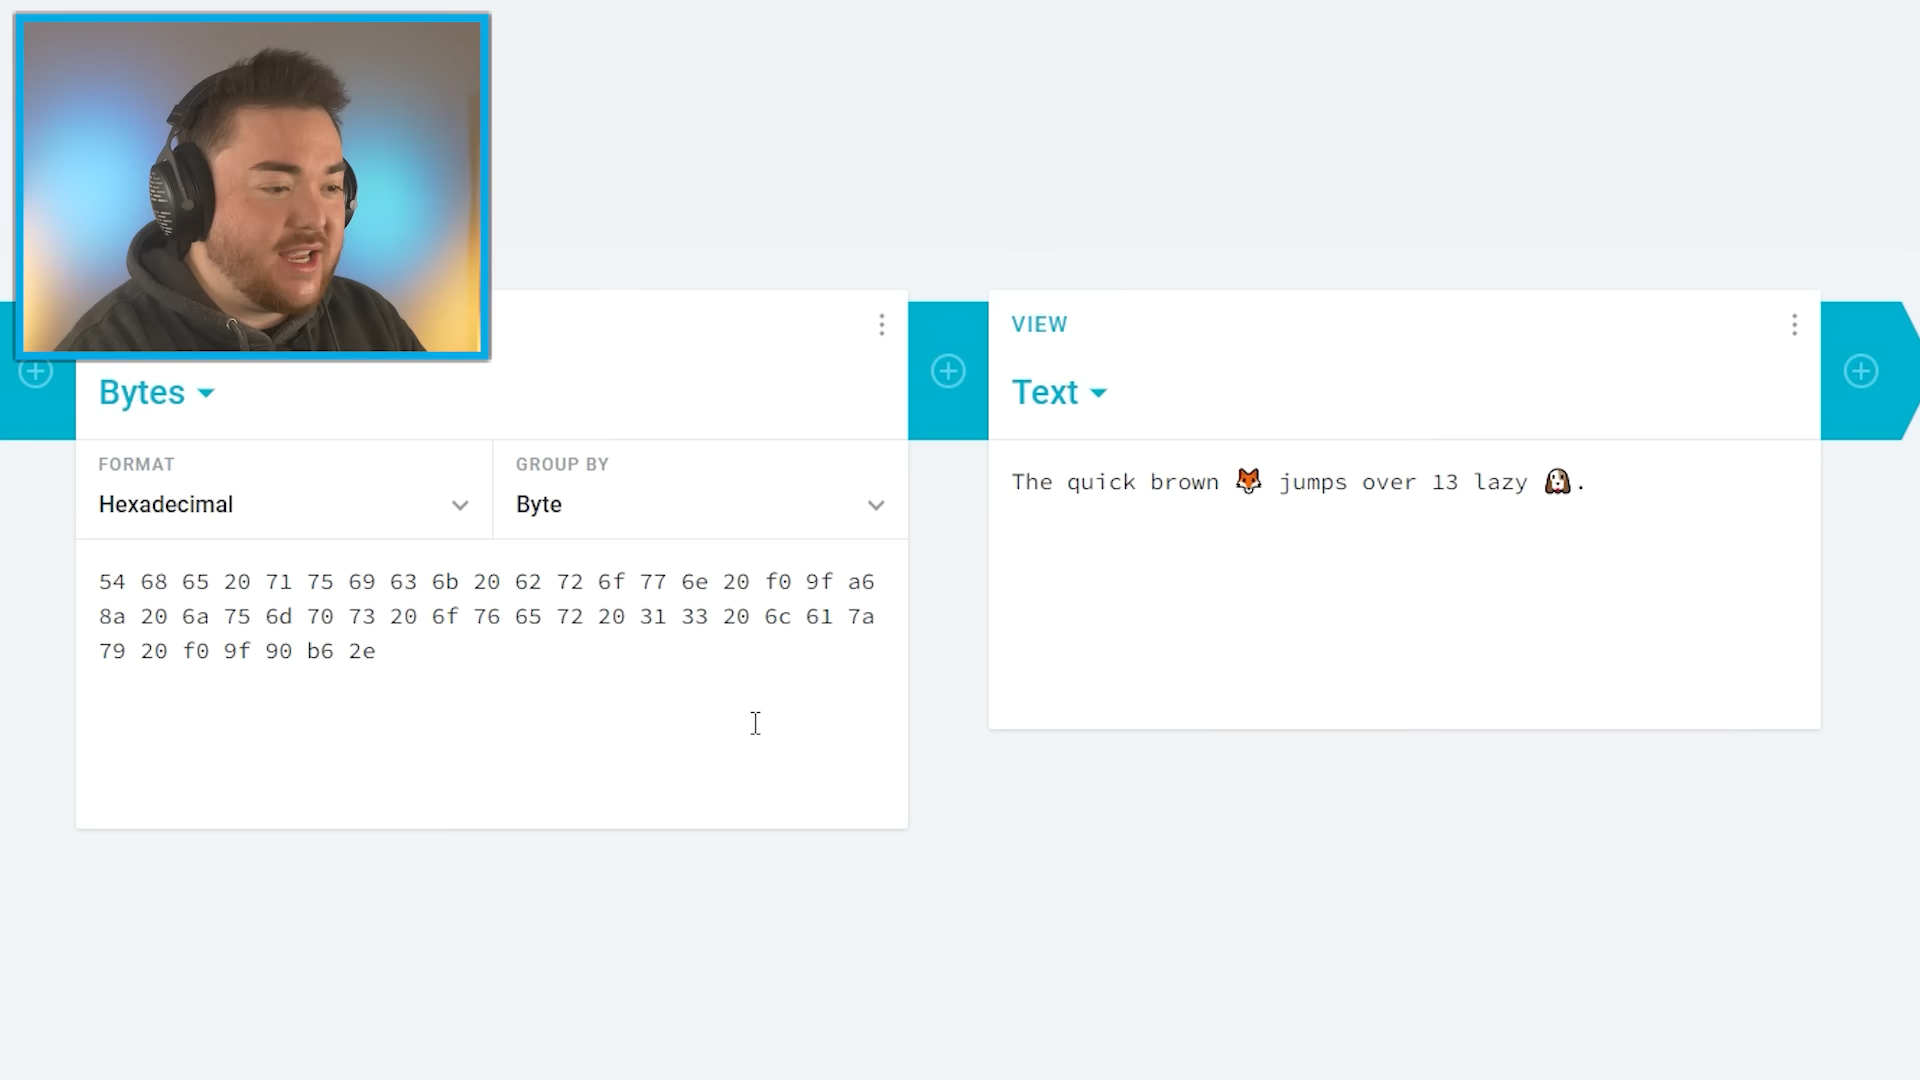 VIEW
Bytes
Text
FORMAT
GROUP BY
Hexadecimal
Byte
54 68 65 20 71 75 69 63 6b 20 62 72 6f 77 6e 20 f0 9f a6
8a 20 6a 75 6d 70 73 20 6f 76 65 72 20 31 33 20 6c 61 7a
79 20 f0 9f 90 b6 2e
The quick brown 🦊 jumps over 13 lazy 🐶.